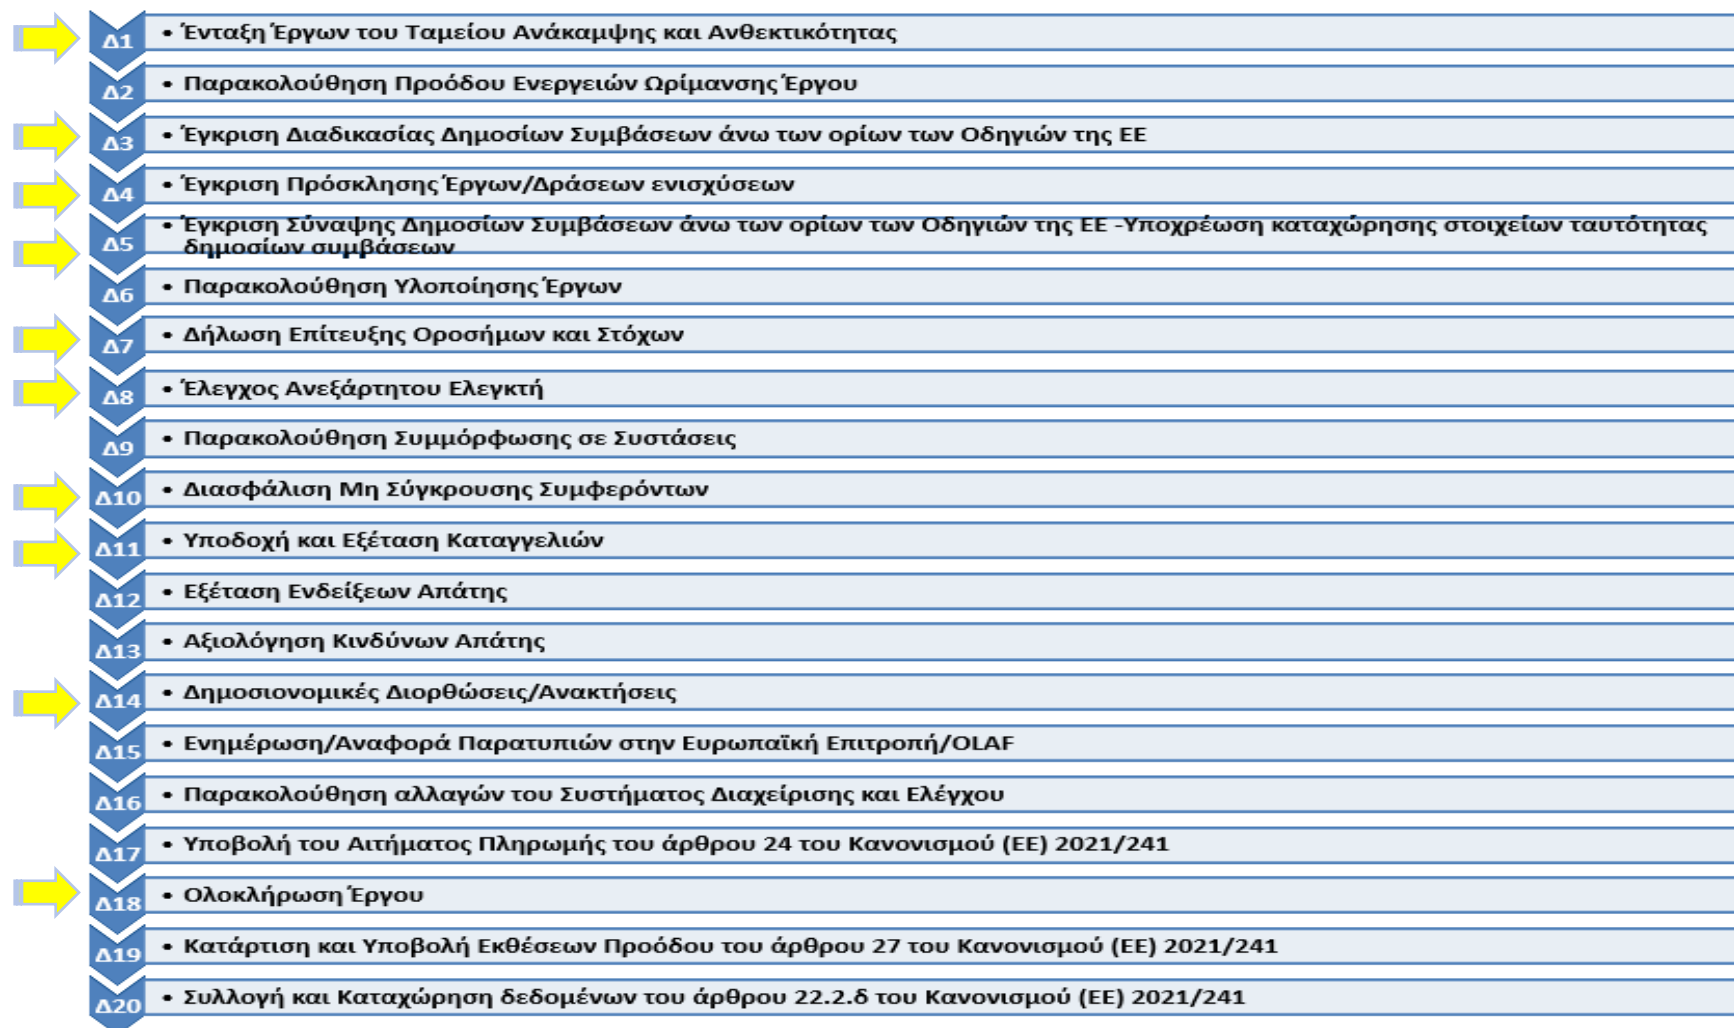 Δ1 • Ένταξη Έργων του Ταμείου Ανάκαμψης και Ανθεκτικότητας
Δ2 • Παρακολούθηση Προόδου Ενεργειών Ωρίμανσης Έργου
Δ3 • Έγκριση Διαδικασίας Δημοσίων Συμβάσεων άνω των ορίων των Οδηγιών της ΕΕ
Δ4 • Έγκριση Πρόσκλησης Έργων/Δράσεων ενισχύσεων
Δ5 • Έγκριση Σύναψης Δημοσίων Συμβάσεων άνω των ορίων των Οδηγιών της ΕΕ -Υποχρέωση καταχώρησης στοιχείων ταυτότητας
δημοσίων συμβάσεων
Δ6 • Παρακολούθηση Υλοποίησης Έργων
Δ7 • Δήλωση Επίτευξης Οροσήμων και Στόχων
Δ8 • Έλεγχος Ανεξάρτητου Ελεγκτή
Δ9 • Παρακολούθηση Συμμόρφωσης σε Συστάσεις
Δ10 • Διασφάλιση Μη Σύγκρουσης Συμφερόντων
Δ11 • Υποδοχή και Εξέταση Καταγγελιών
Δ12 • Εξέταση Ενδείξεων Απάτης
Δ13 • Αξιολόγηση Κινδύνων Απάτης
Δ14 • Δημοσιονομικές Διορθώσεις/Ανακτήσεις
Δ15 • Ενημέρωση/Αναφορά Παρατυπιών στην Ευρωπαϊκή Επιτροπή/OLAF
Δ16 • Παρακολούθηση αλλαγών του Συστήματος Διαχείρισης και Ελέγχου
Δ17 • Υποβολή του Αιτήματος Πληρωμής του άρθρου 24 του Κανονισμού (ΕΕ) 2021/241
Δ18 • Ολοκλήρωση Έργου
Δ19 • Κατάρτιση και Υποβολή Εκθέσεων Προόδου του άρθρου 27 του Κανονισμού (ΕΕ) 2021/241
Δ20 • Συλλογή και Καταχώρηση δεδομένων του άρθρου 22.2.δ του Κανονισμού (ΕΕ) 2021/241